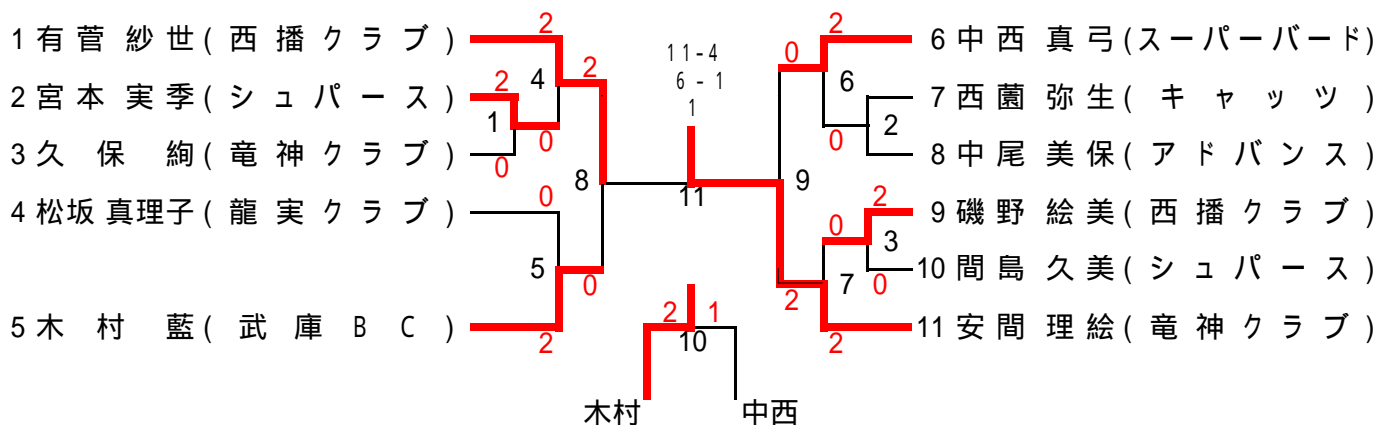 1 有菅 紗世 ( 西播クラブ )
2 宮本 実季 ( シュパース )
3 久保 絢 ( 竜神クラブ )
4 松坂 真理子 ( 龍実クラブ )
5 木村 藍 ( 武庫BC )
2
4
2
2
1
0
0
8
0
5
0
2
11-4
6-1
1
11
2
1
10
木村
中西
0
2
6
0
2
9
2
0
3
0
7
2
2
6 中西 真弓 (スーパーバード)
7 西薗 弥生 ( キャッツ )
8 中尾 美保 ( アドバンス )
9 磯野 絵美 ( 西播クラブ )
10 間島 久美 ( シュパース )
11 安間 理絵 ( 竜神クラブ )